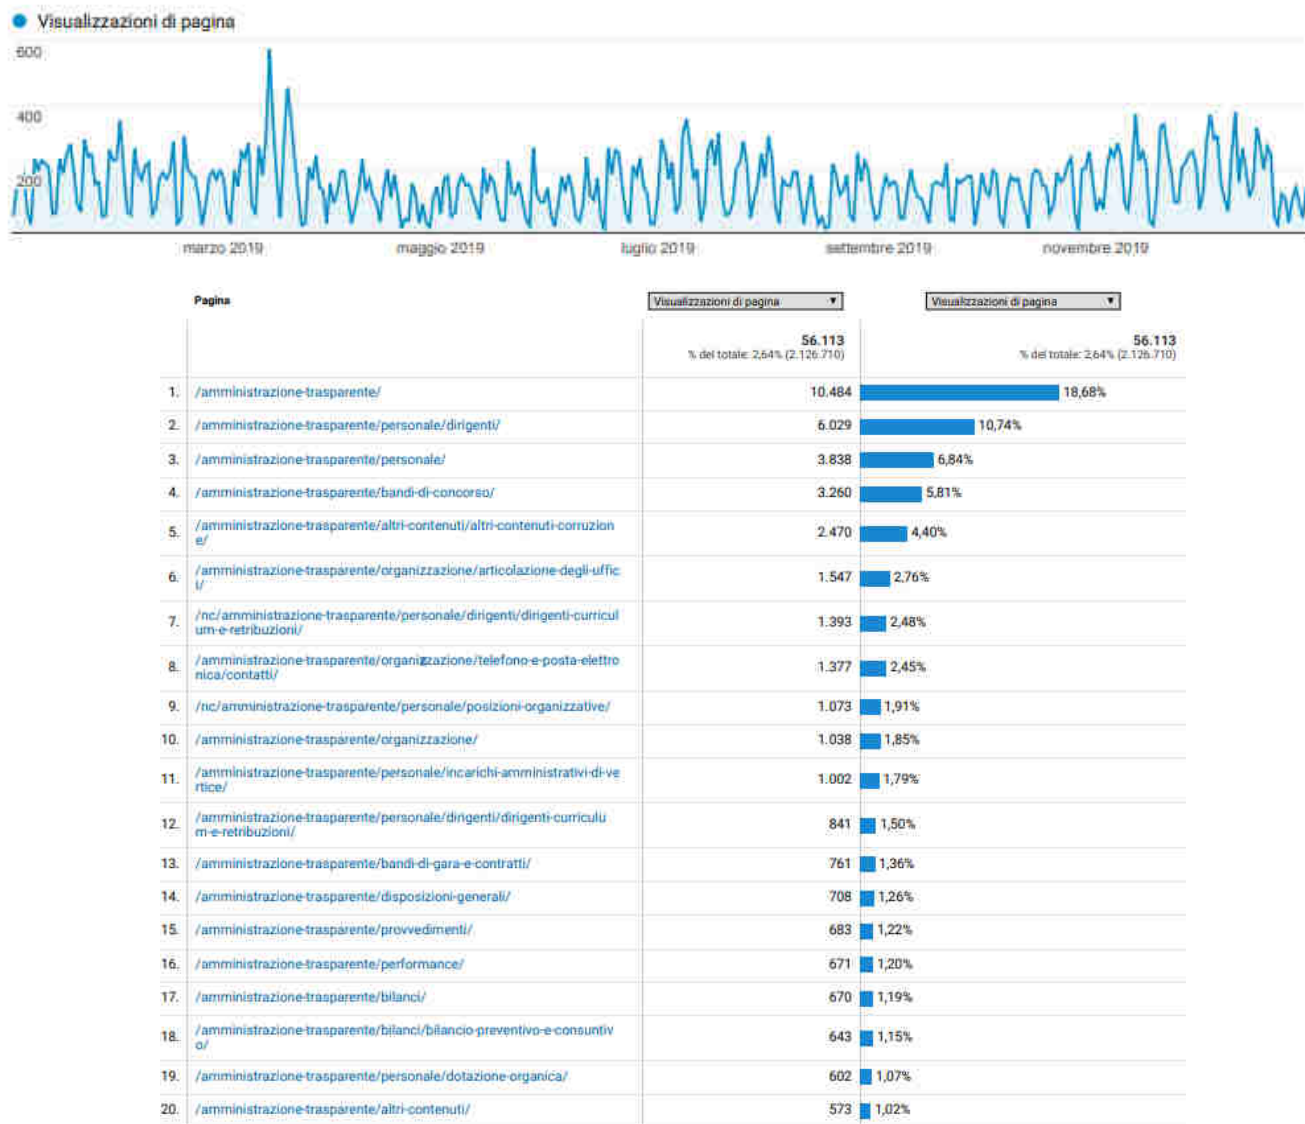 Visualizzazioni di pagina
600
400
200
marzo 2019 maggio 2019 luglio 2019 settembre 2019 novembre 2019
Pagina Visualizzazioni di pagina Visualizzazioni di pagina
56.113 56.113
% del totale: 2,64% (2.126.710) % del totale: 2,64% (2.126.710)
1. /amministrazione-trasparente/ 10.484 18,68%
2. /amministrazione-trasparente/personale/dirigenti/ 6.029 10,74%
3. /amministrazione-trasparente/personale/ 3.838 6,84%
4. /amministrazione-trasparente/bandi-di-concorso/ 3.260 5,81%
5. /amministrazione-trasparente/altri-contenuti/altri-contenuti-corruzion
e/ 2.470 4,40%
6. /amministrazione-trasparente/organizzazione/articolazione-degli-uffic
i/ 1.547 2,76%
7. /nc/amministrazione-trasparente/personale/dirigenti/dirigenti-curricul
um-e-retribuzioni/ 1.393 2,48%
8. /amministrazione-trasparente/organizzazione/telefono-e-posta-elettro
nica/contatti/ 1.377 2,45%
9. /nc/amministrazione-trasparente/personale/posizioni-organizzative/ 1.073 1,91%
10. /amministrazione-trasparente/organizzazione/ 1.038 1,85%
11. /amministrazione-trasparente/personale/incarichi-amministrativi-di-ve
rtice/ 1.002 1,79%
12. /amministrazione-trasparente/personale/dirigenti/dirigenti-curriculu
m-e-retribuzioni/ 841 1,50%
13. /amministrazione-trasparente/bandi-di-gara-e-contratti/ 761 1,36%
14. /amministrazione-trasparente/disposizioni-generali/ 708 1,26%
15. /amministrazione-trasparente/provvedimenti/ 683 1,22%
16. /amministrazione-trasparente/performance/ 671 1,20%
17. /amministrazione-trasparente/bilanci/ 670 1,19%
18. /amministrazione-trasparente/bilanci/bilancio-preventivo-e-consuntiv
o/ 643 1,15%
19. /amministrazione-trasparente/personale/dotazione-organica/ 602 1,07%
20. /amministrazione-trasparente/altri-contenuti/ 573 1,02%